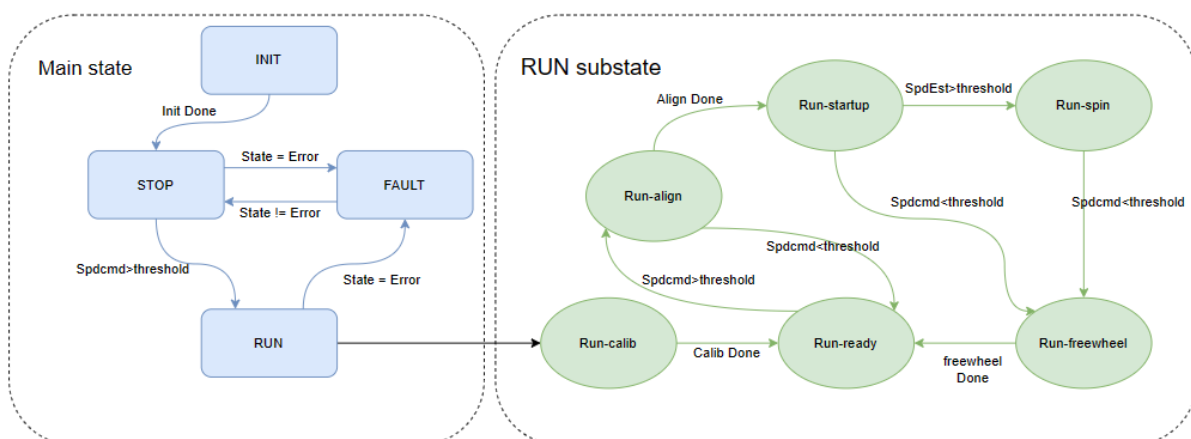 Main state
INIT
Init Done
STOP
State = Error
FAULT
State != Error
Spdcmd>threshold
State = Error
RUN
RUN substate
Run-startup
SpdEst>threshold
Run-spin
Align Done
Run-align
Spdcmd<threshold
Spdcmd<threshold
Spdcmd<threshold
Spdcmd>threshold
Run-calib
Calib Done
Run-ready
freewheel
Done
Run-freewheel